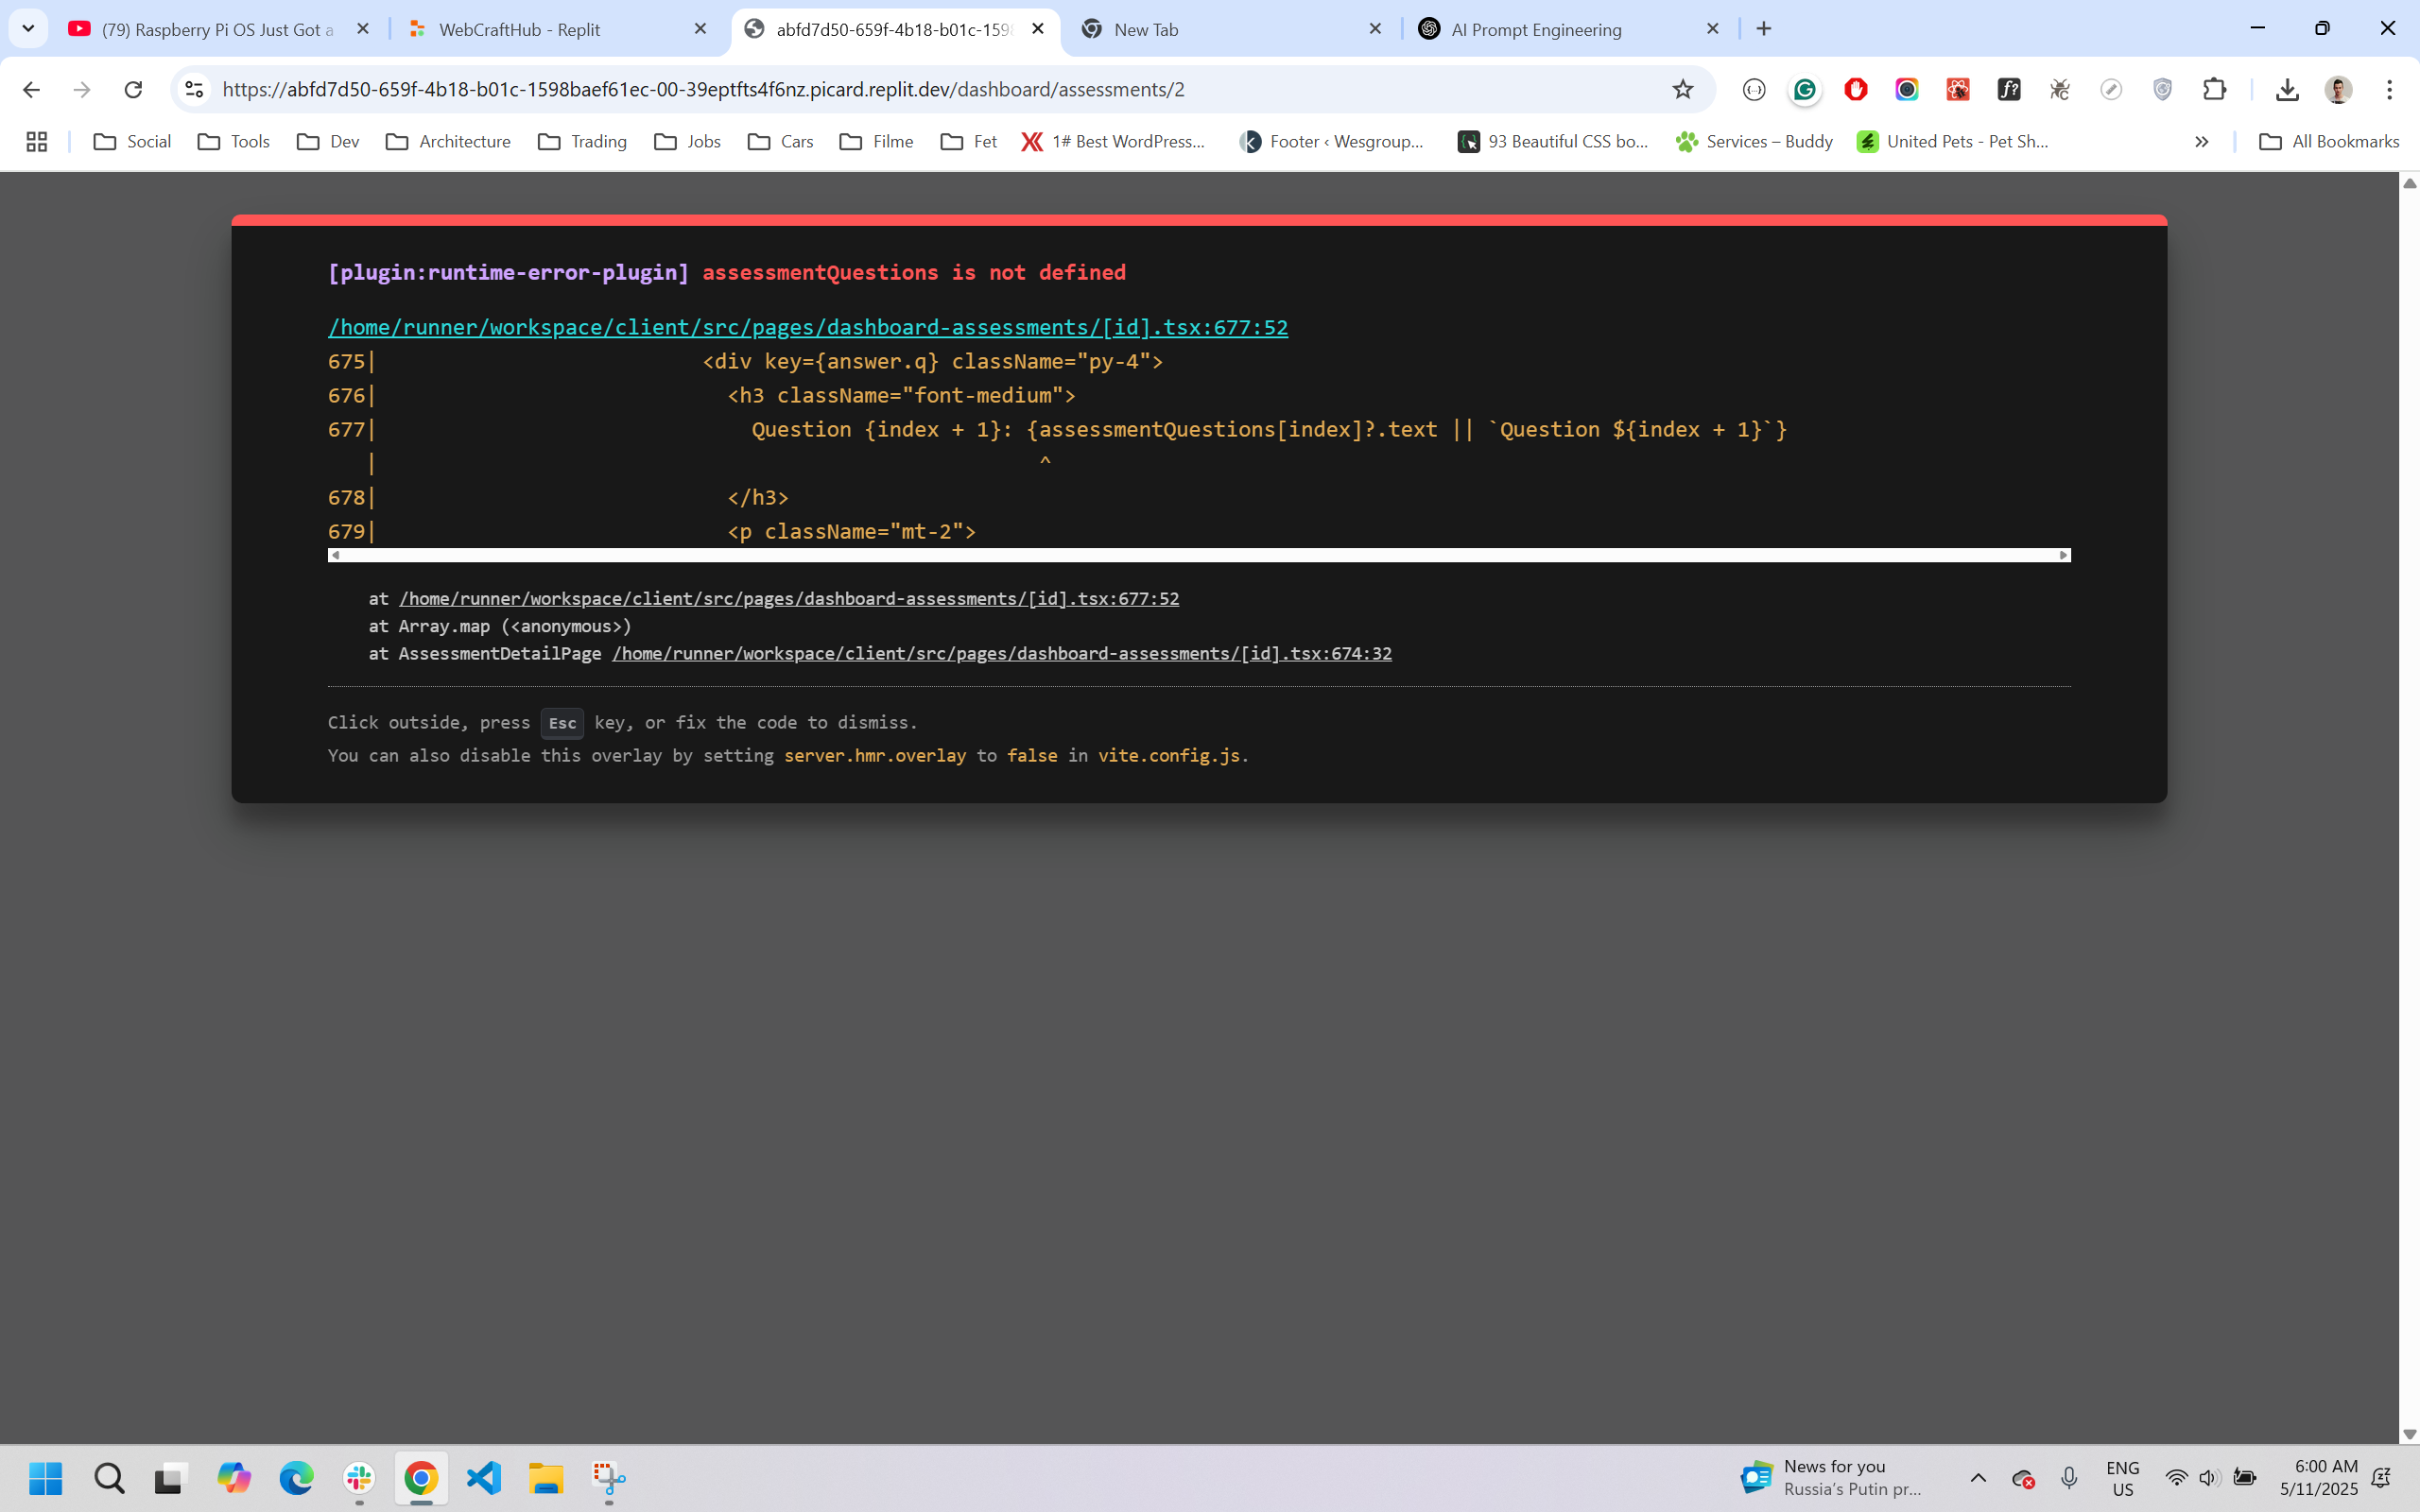 (79) Raspberry Pi OS Just Got a
WebCraftHub - Replit
abfd7d50-659f-4b18-b01c-1598
New Tab
AI Prompt Engineering
https://abfd7d50-659f-4b18-b01c-1598baef61ec-00-39eptfts4f6nz.picard.replit.dev/dashboard/assessments/2
Social
Tools
Dev
Architecture
Trading
Jobs
Cars
Filme
Fet
1# Best WordPress...
Footer ‹ Wesgroup...
93 Beautiful CSS bo...
Services – Buddy
United Pets - Pet Sh...
All Bookmarks
[plugin:runtime-error-plugin] assessmentQuestions is not defined
/home/runner/workspace/client/src/pages/dashboard-assessments/[id].tsx:677:52
675| <div key={answer.q} className="py-4">
676| <h3 className="font-medium">
677| Question {index + 1}: {assessmentQuestions[index]?.text || `Question ${index + 1}`}
| ^
678| </h3>
679| <p className="mt-2">
at /home/runner/workspace/client/src/pages/dashboard-assessments/[id].tsx:677:52
at Array.map (<anonymous>)
at AssessmentDetailPage /home/runner/workspace/client/src/pages/dashboard-assessments/[id].tsx:674:32
Click outside, press Esc key, or fix the code to dismiss.
You can also disable this overlay by setting server.hmr.overlay to false in vite.config.js.
News for you
Russia's Putin pr...
ENG
US
6:00 AM
5/11/2025